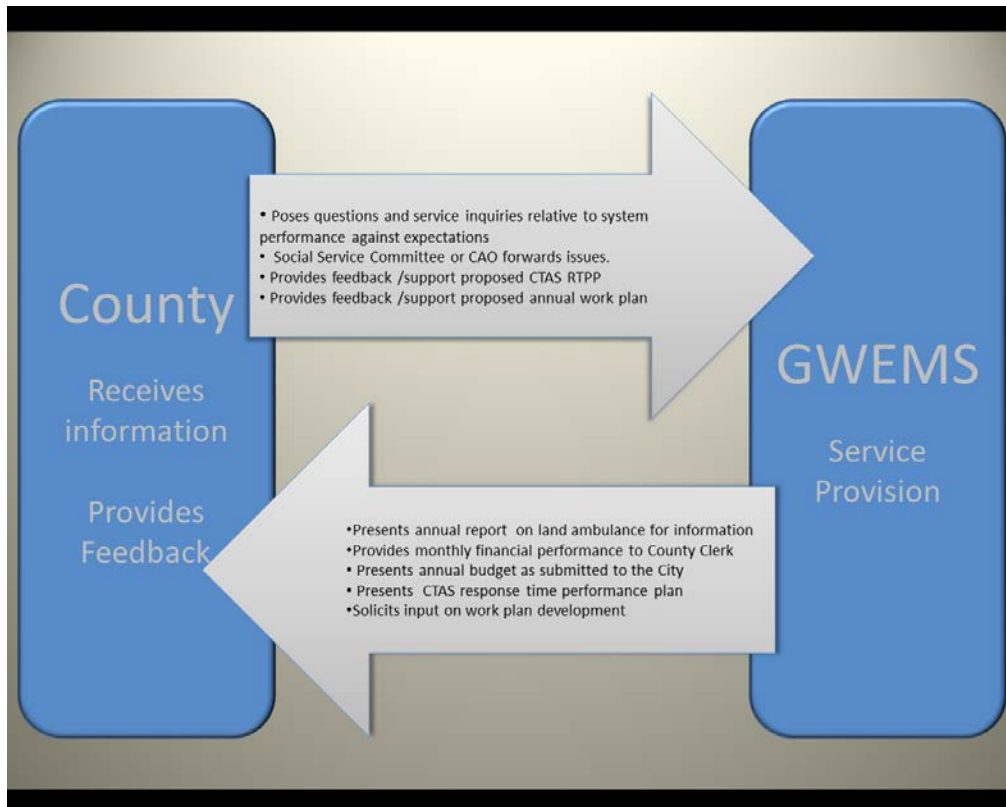 County
Receives
information
Provides
Feedback
• Poses questions and service inquiries relative to system
performance against expectations
• Social Service Committee or CAO forwards issues.
• Provides feedback /support proposed CTAS RTPP
• Provides feedback /support proposed annual work plan
•Presents annual report on land ambulance for information
•Provides monthly financial performance to County Clerk
• Presents annual budget as submitted to the City
• Presents CTAS response time performance plan
•Solicits input on work plan development
GWEMS
Service
Provision